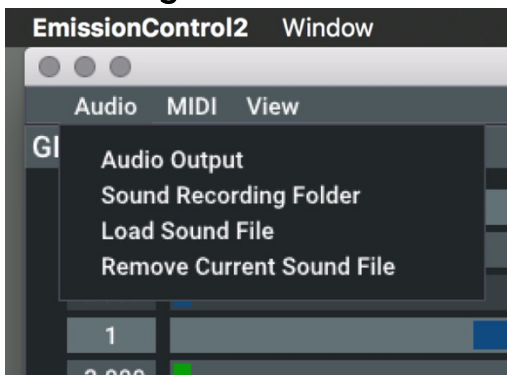 EmissionControl2 Window
Audio MIDI View
Audio Output
Sound Recording Folder
Load Sound File
Remove Current Sound File
1